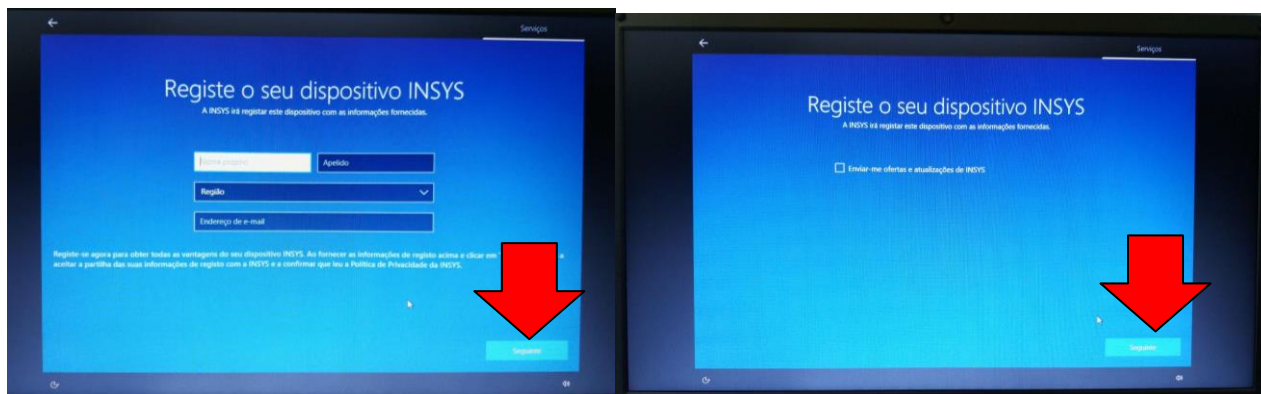 Serviços
Registe o seu dispositivo INSYS
A INSYS irá registar este dispositivo com as informações fornecidas.
Nome próprio
Apelido
Região
Endereço de e-mail
Registe-se agora para obter todas as vantagens do seu dispositivo INSYS. Ao fornecer as informações de registo acima e clicar em
aceitar a partilha das suas informações de registo com a INSYS e a confirmar que leu a Política de Privacidade da INSYS.
Seguinte
Serviços
Registe o seu dispositivo INSYS
A INSYS irá registar este dispositivo com as informações fornecidas.
Enviar-me ofertas e atualizações de INSYS
Seguinte